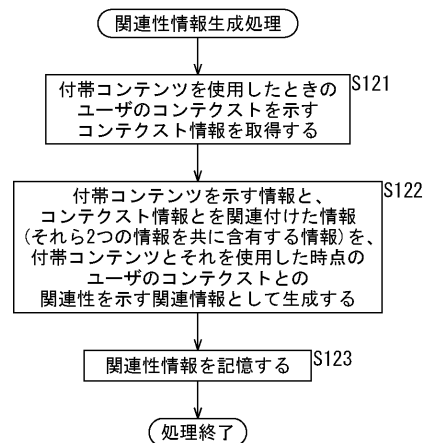 関連性情報生成処理
S121
付帯コンテンツを使用したときの
ユーザのコンテクストを示す
コンテクスト情報を取得する
S122
付帯コンテンツを示す情報と、
コンテクスト情報とを関連付けた情報
(それら2つの情報を共に含有する情報)を、
付帯コンテンツとそれを使用した時点の
ユーザのコンテクストとの
関連性を示す関連情報として生成する
S123
関連性情報を記憶する
処理終了